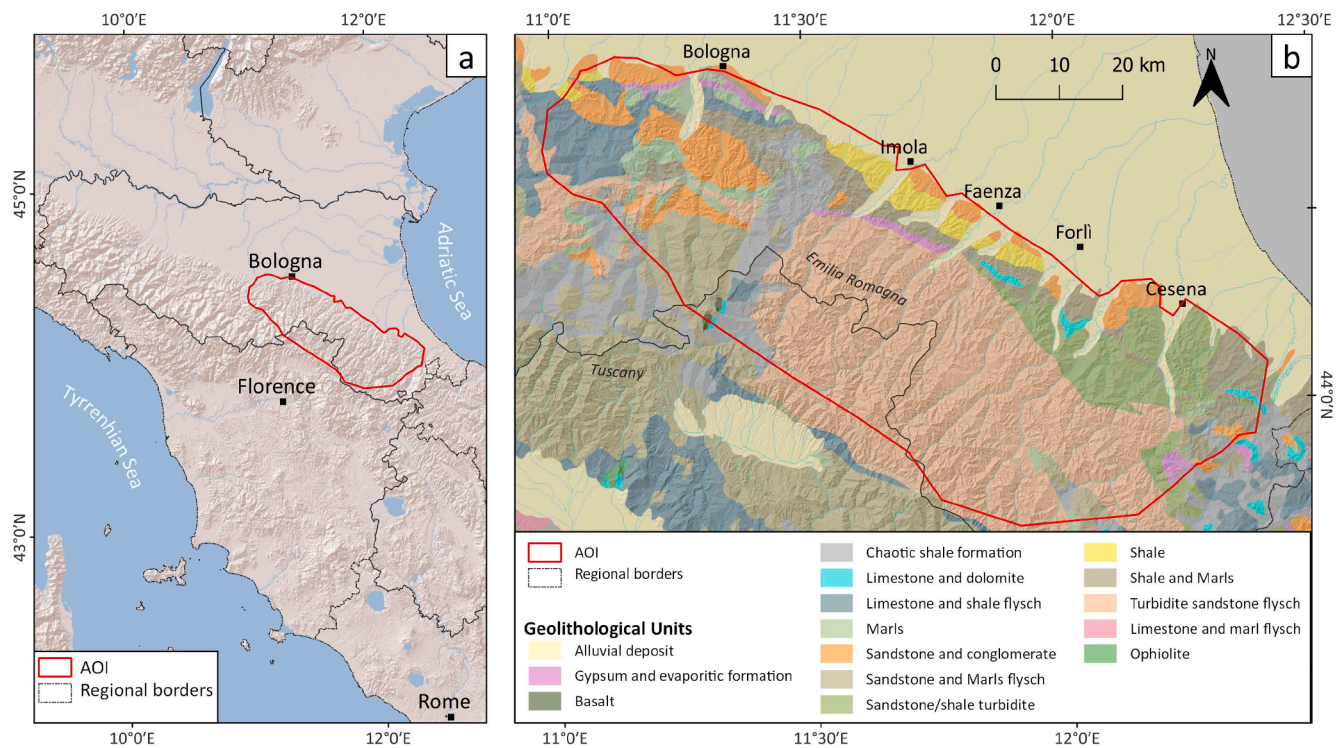 10°0'E
12°0'E
a
45°N
Bologna
Adriatic Sea
Florence
Tyrrenhian Sea
43°0'N
AOI
Regional borders
Rome
10°0'E
12°0'E
11°0'E
11°30'E
12°0'E
12°30'E
Bologna
0 10 20 km
N
b
Imola
Faenza
Forlì
Emilia Romagna
Cesena
Tuscany
44°0'N
AOI
Regional borders
Geolithological Units
Alluvial deposit
Gypsum and evaporitic formation
Basalt
Chaotic shale formation
Limestone and dolomite
Limestone and shale flysch
Marls
Sandstone and conglomerate
Sandstone and Marls flysch
Sandstone/shale turbidite
Shale
Shale and Marls
Turbidite sandstone flysch
Limestone and marl flysch
Ophiolite
11°0'E
11°30'E
12°0'E